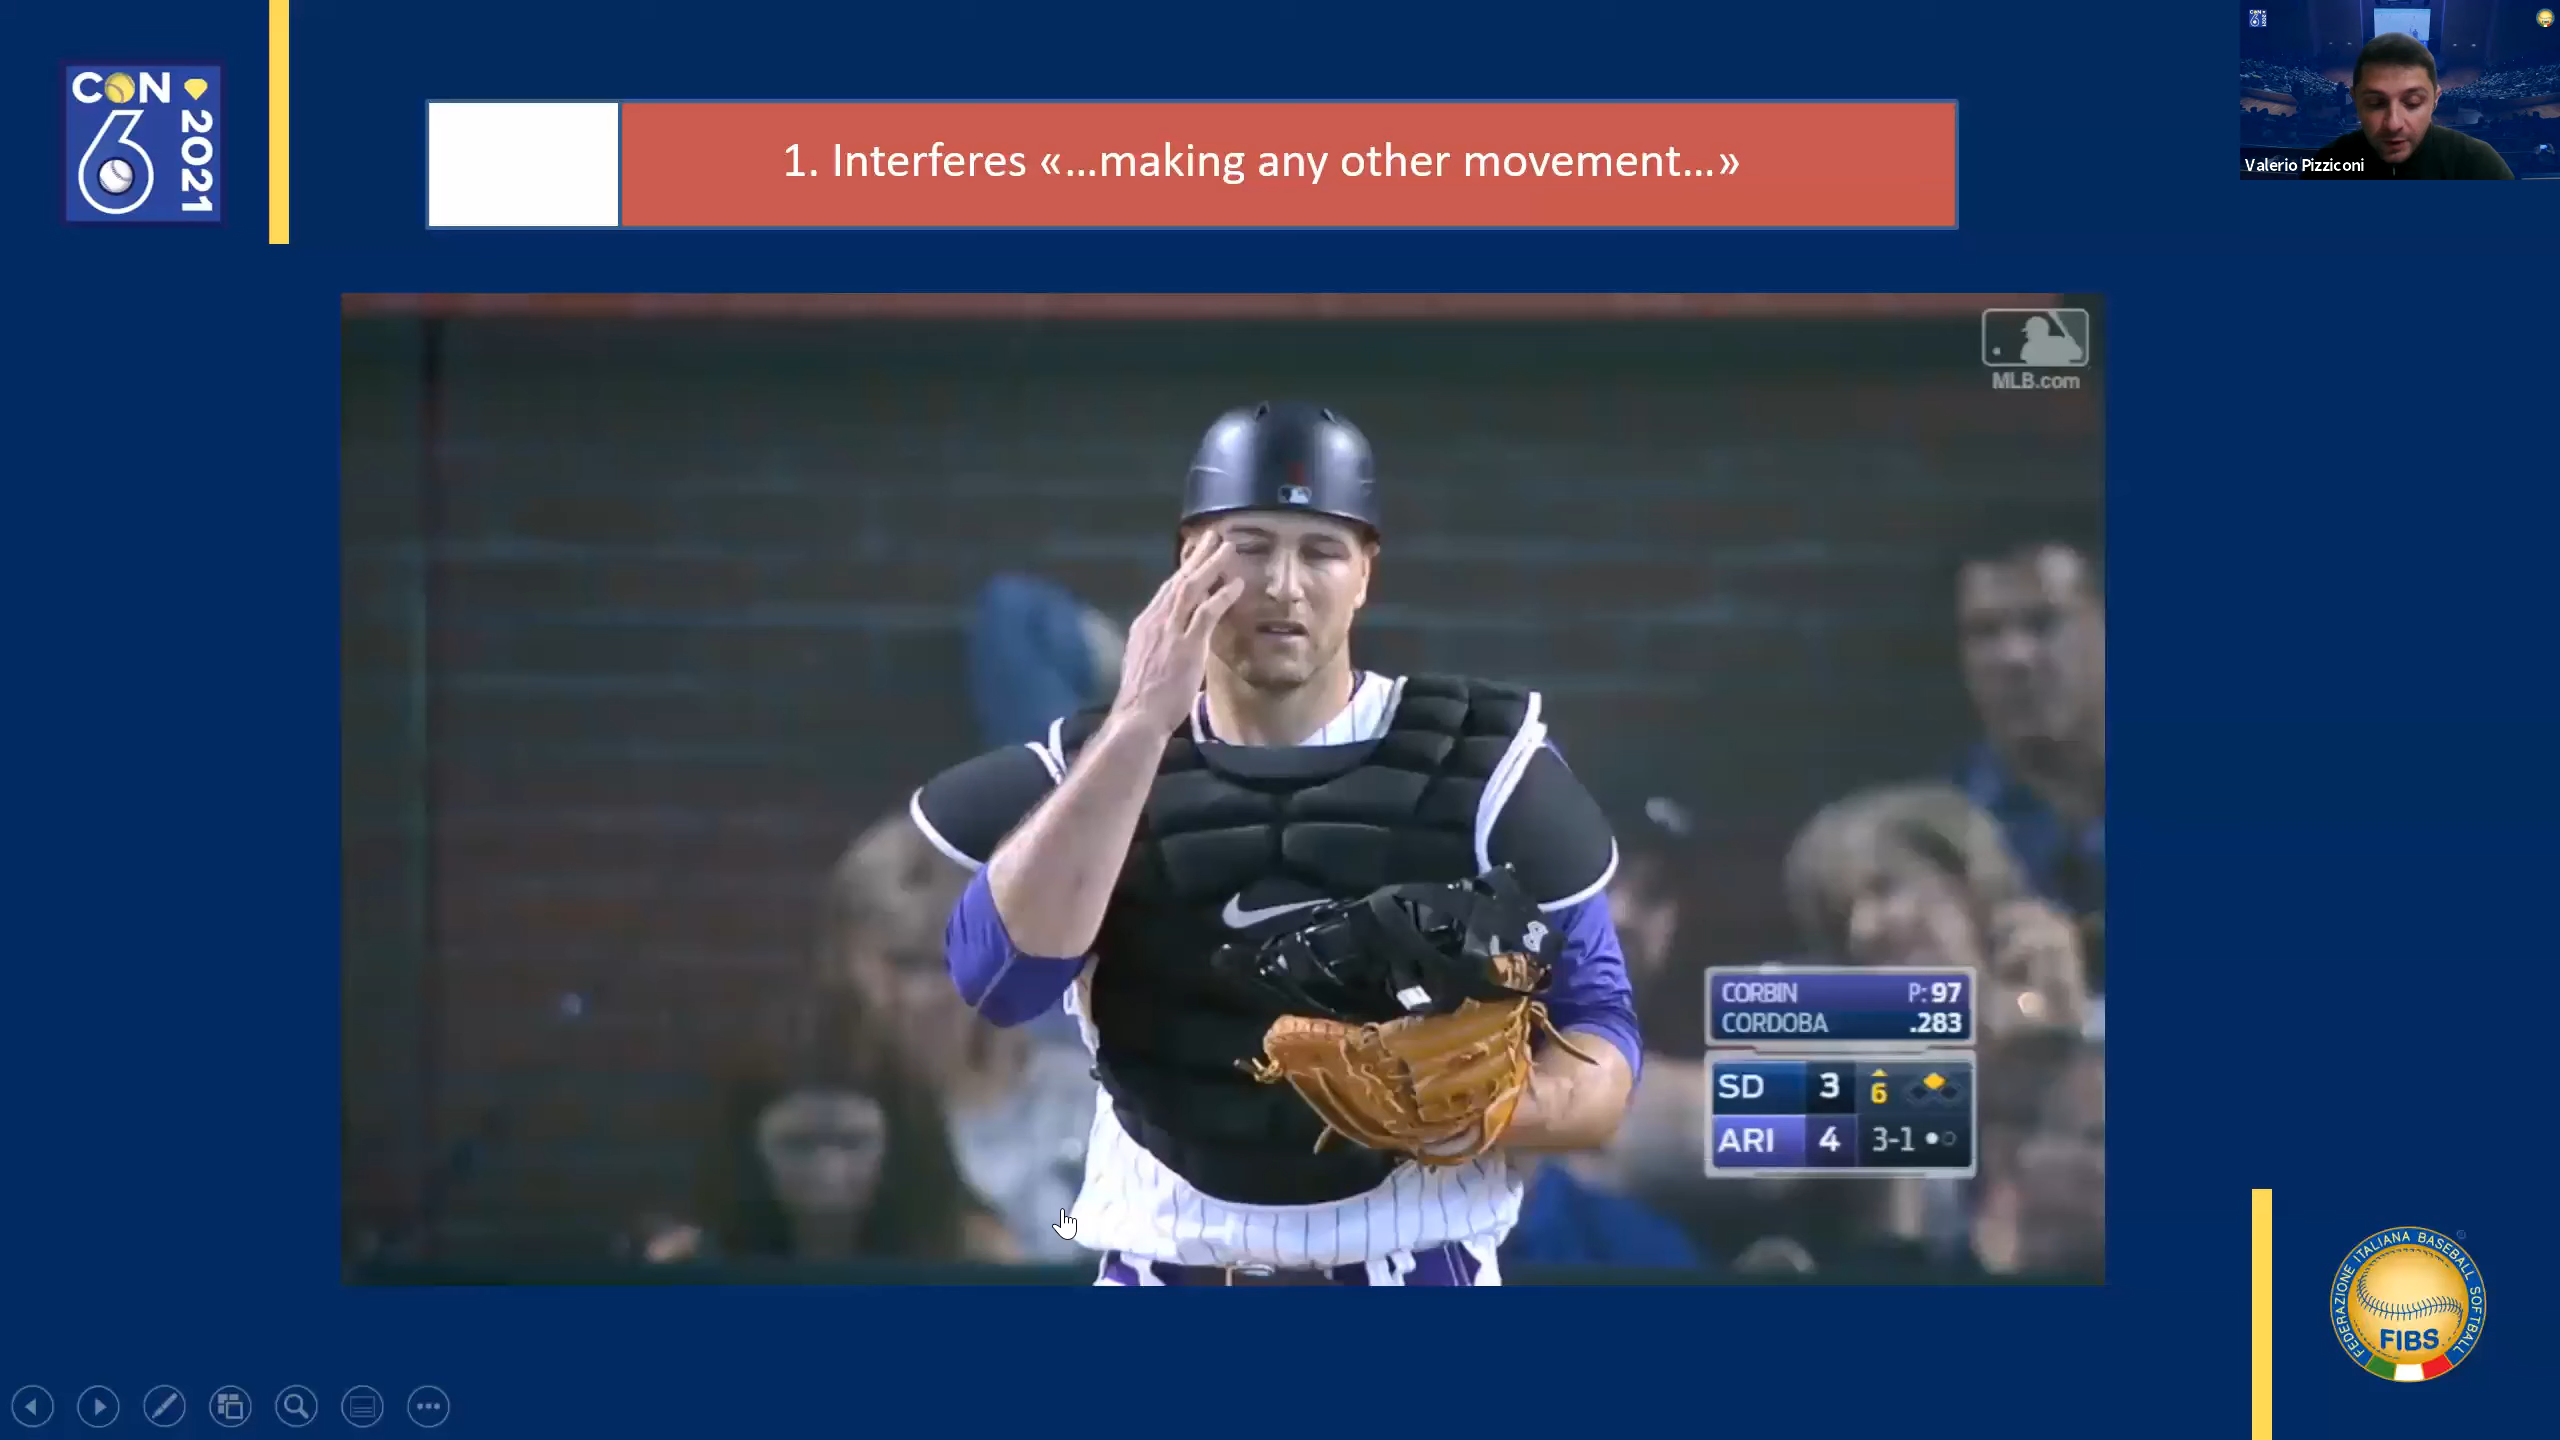 CON
6
2021
1. Interferes «...making any other movement...»
Valerio Pizziconi
MLB.com
CORBIN P: 97
CORDOBA .283
SD 3 6
ARI 4 3-1
FEDERAZIONE ITALIANA BASEBALL SOFTBALL
FIBS